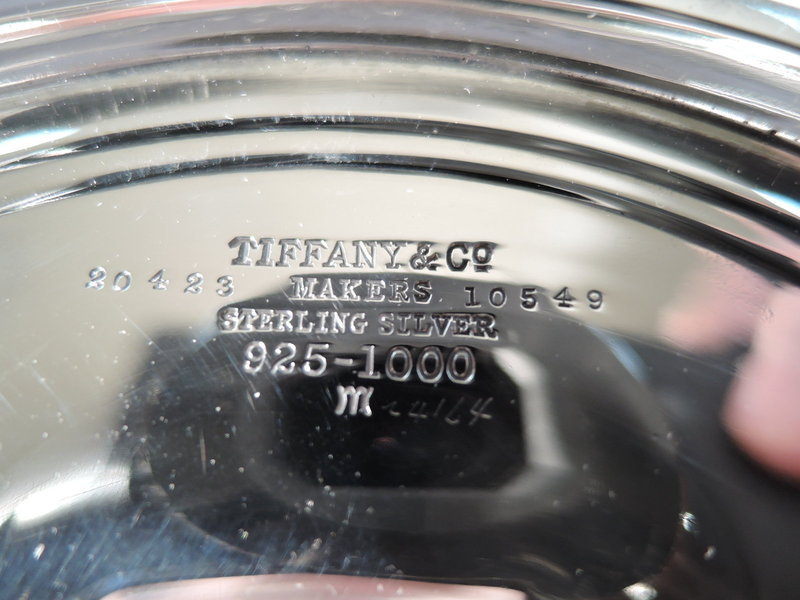 TIFFANY & Co
20423 MAKERS 10549
STERLING SILVER
925-1000
m